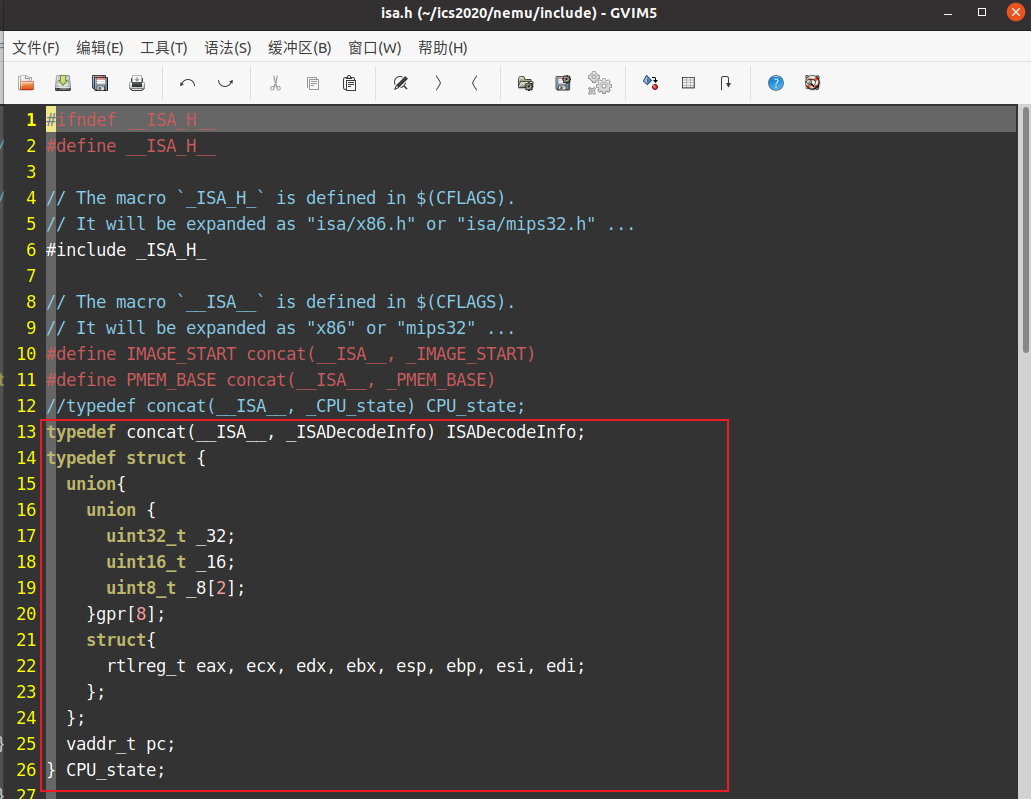 isa.h (~/ics2020/nemu/include) - GVIM5
文件(F) 编辑(E) 工具(T) 语法(S) 缓冲区(B) 窗口(W) 帮助(H)
1 #ifndef __ISA_H__
2 #define __ISA_H__
3
4 // The macro `_ISA_H_` is defined in $(CFLAGS).
5 // It will be expanded as "isa/x86.h" or "isa/mips32.h" ...
6 #include _ISA_H_
7
8 // The macro `__ISA__` is defined in $(CFLAGS).
9 // It will be expanded as "x86" or "mips32" ...
10 #define IMAGE_START concat(__ISA__, _IMAGE_START)
11 #define PMEM_BASE concat(__ISA__, _PMEM_BASE)
12 //typedef concat(__ISA__, _CPU_state) CPU_state;
13 typedef concat(__ISA__, _ISADecodeInfo) ISADecodeInfo;
14 typedef struct {
15   union{
16     union {
17       uint32_t _32;
18       uint16_t _16;
19       uint8_t _8[2];
20     }gpr[8];
21     struct{
22       rtlreg_t eax, ecx, edx, ebx, esp, ebp, esi, edi;
23     };
24   };
25   vaddr_t pc;
26 } CPU_state;
27